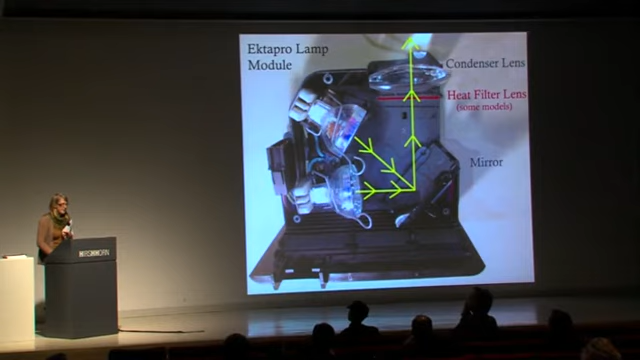 Ektapro Lamp
Module
Condenser Lens
Heat Filter Lens
(some models)
Mirror